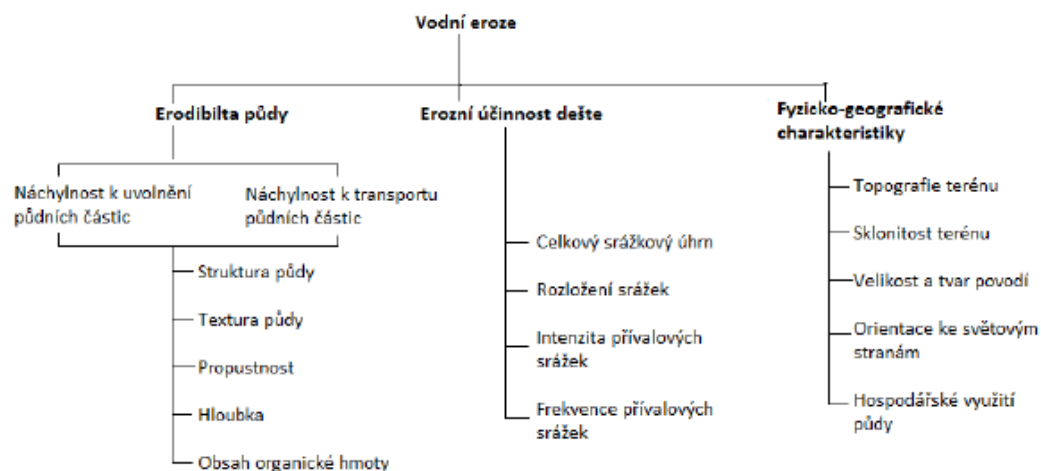 Vodní eroze
Erodibilta půdy
Náchylnost k uvolnění
půdních částic
Náchylnost k transportu
půdních částic
Struktura půdy
Textura půdy
Propustnost
Hloubka
Obsah organické hmoty
Erozní účinnost dešte
Celkový srážkový úhrn
Rozložení srážek
Intenzita přívalových
srážek
Frekvence přívalových
srážek
Fyzicko-geografické
charakteristiky
Topografie terénu
Sklonitost terénu
Velikost a tvar povodí
Orientace ke světovým
stranám
Hospodářské využití
půdy